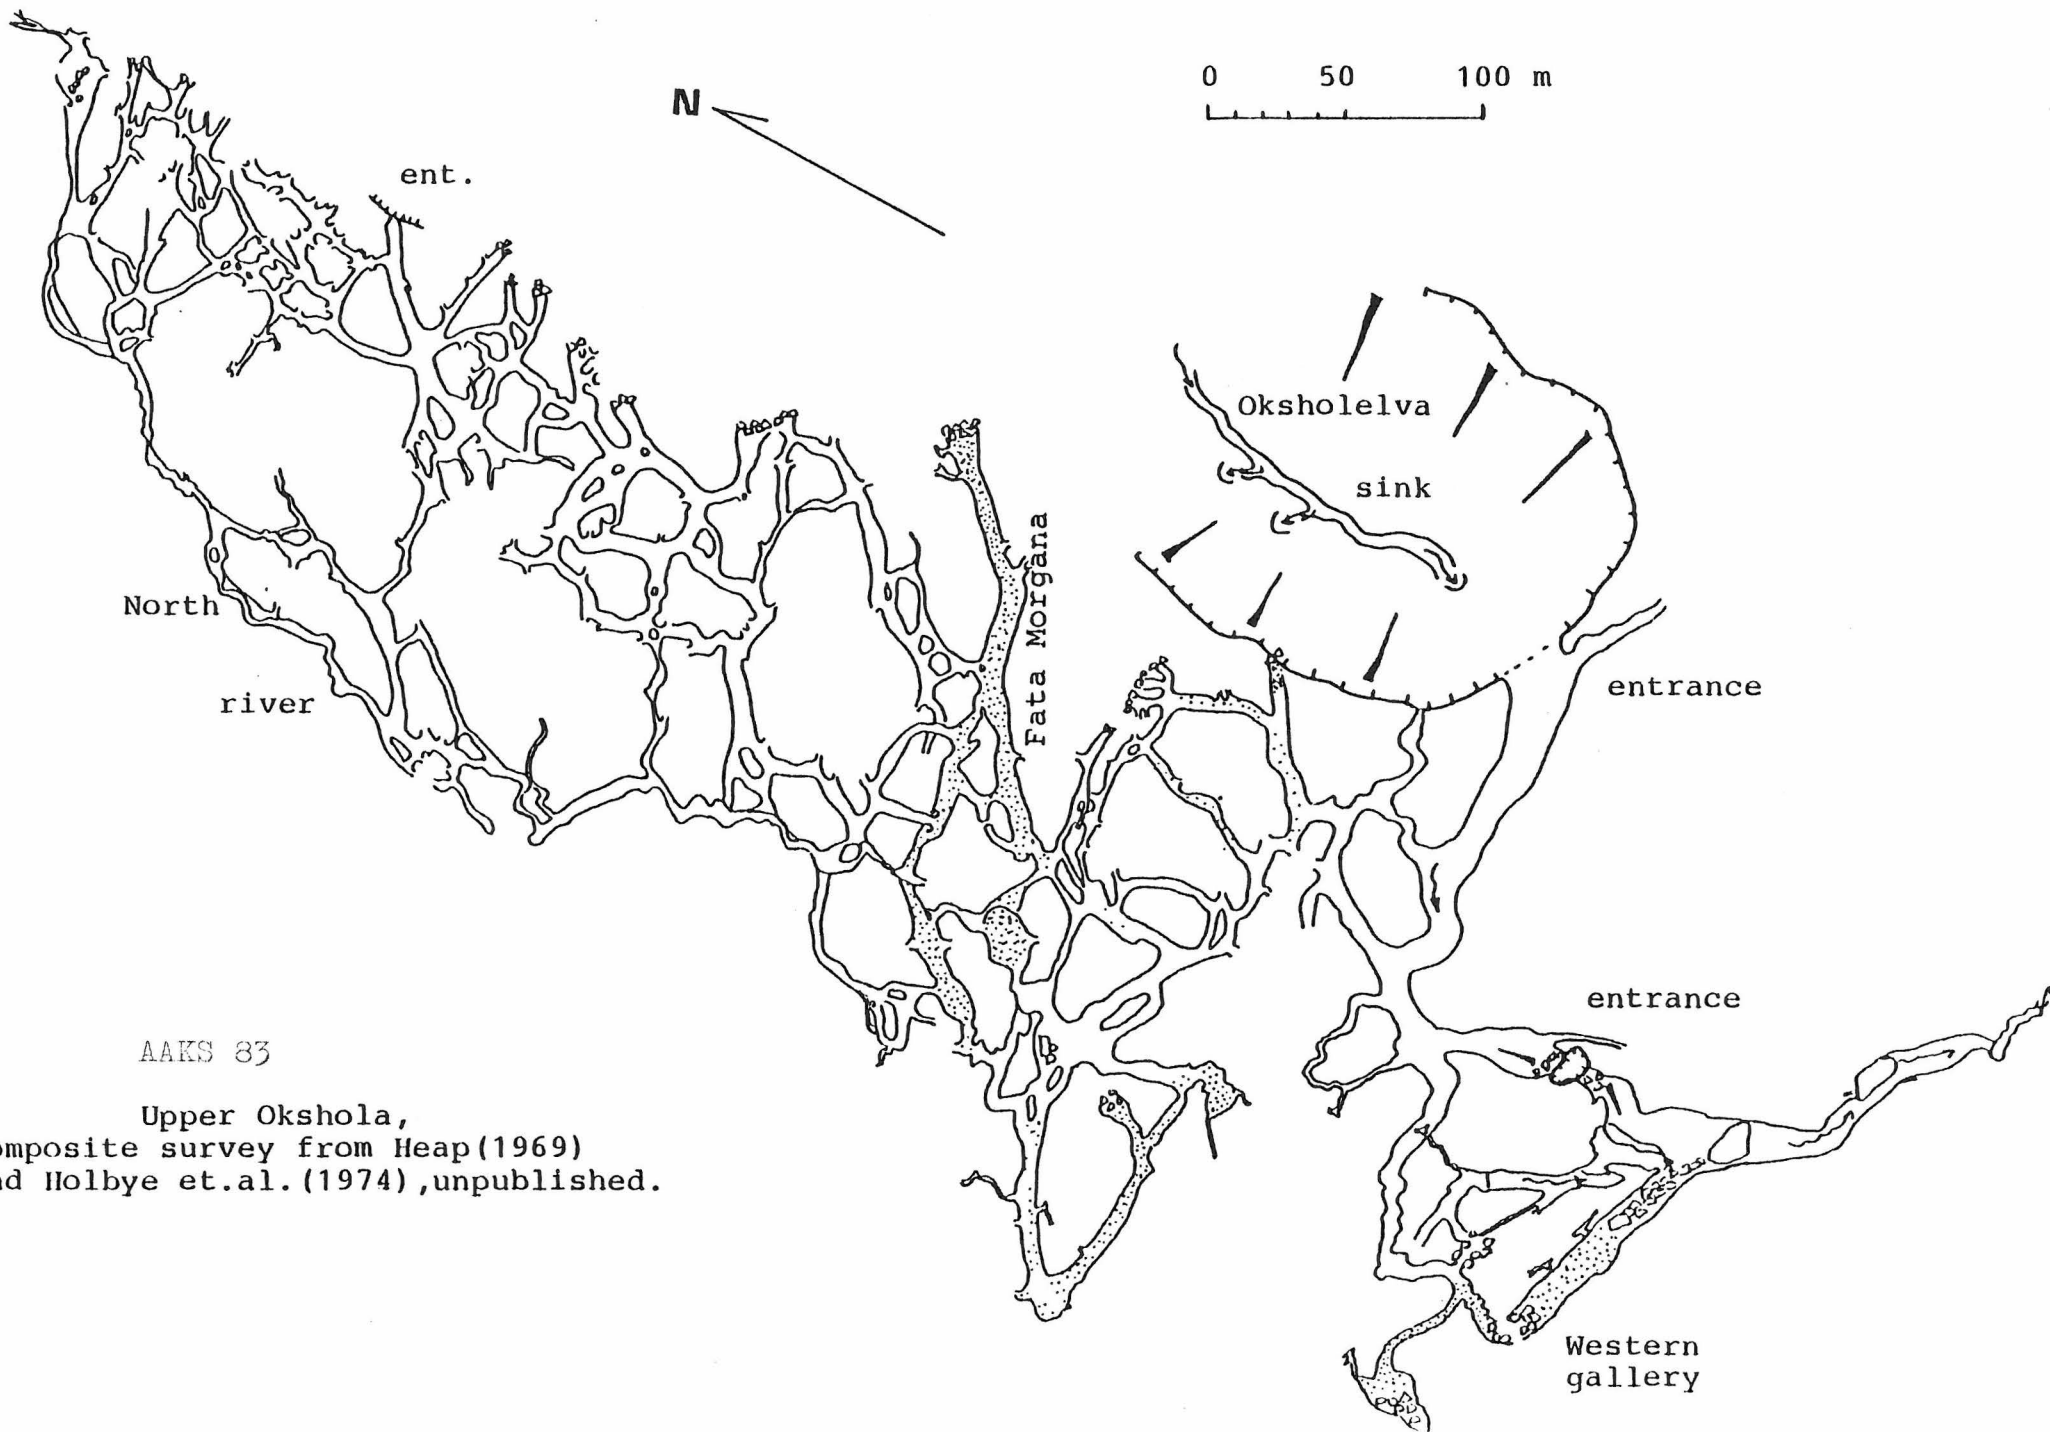 0 50 100 m
N
ent.
Oksholelva
sink
Fata Morgana
North
river
entrance
entrance
AAKS 83
Upper Okshola,
omposite survey from Heap(1969)
nd Holbye et.al.(1974),unpublished.
Western
gallery